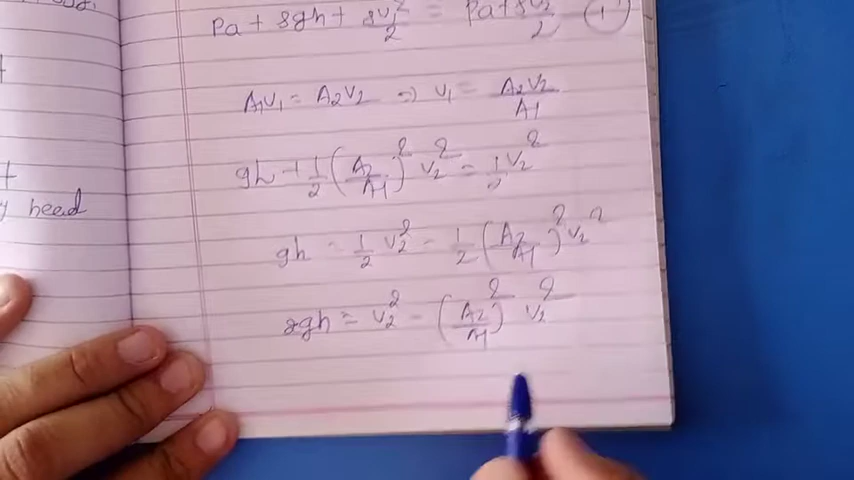 head
Pa + ρgh + ρv₁²/2 = Pa + ρv₂²/2 (1)
A₁v₁ = A₂v₂ ⇒ v₁ = A₂v₂/A₁
gh + 1/2 (A₂/A₁)² v₂² = 1/2 v₂²
gh = 1/2 v₂² - 1/2 (A₂/A₁)² v₂²
2gh = v₂² - (A₂/A₁)² v₂²